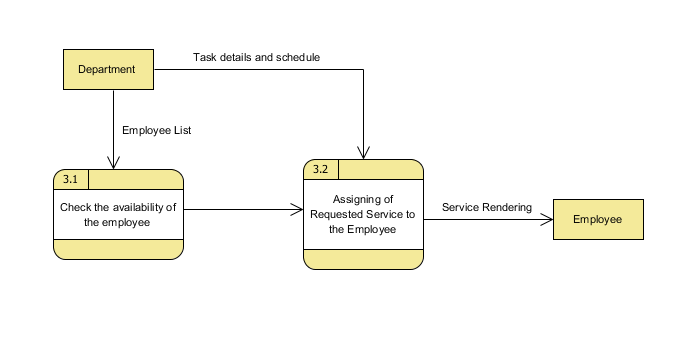 Task details and schedule
Department
Employee List
3.1
Check the availability of
the employee
3.2
Assigning of
Requested Service to
the Employee
Service Rendering
Employee